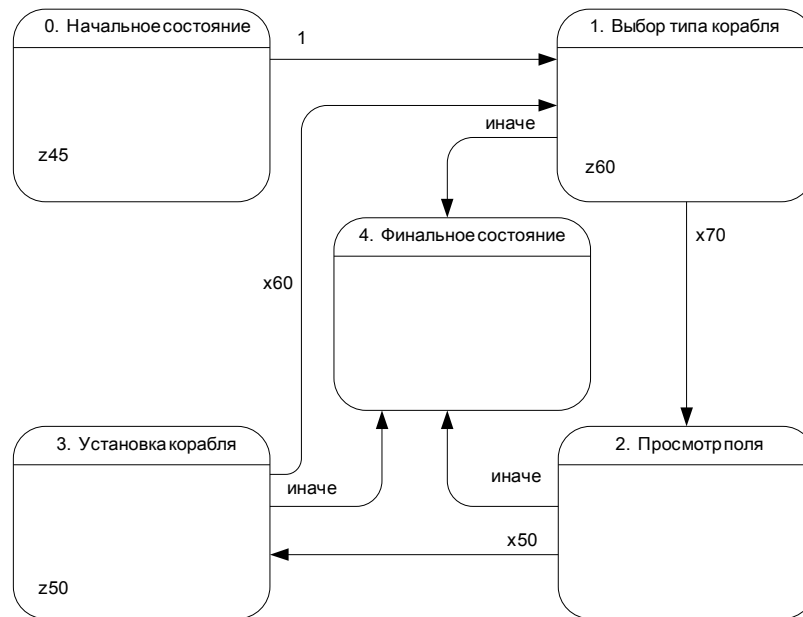 0. Начальное состояние
1. Выбор типа корабля
1
иначе
z45
z60
4. Финальное состояние
x70
x60
3. Установка корабля
2. Просмотр поля
иначе
иначе
x50
z50